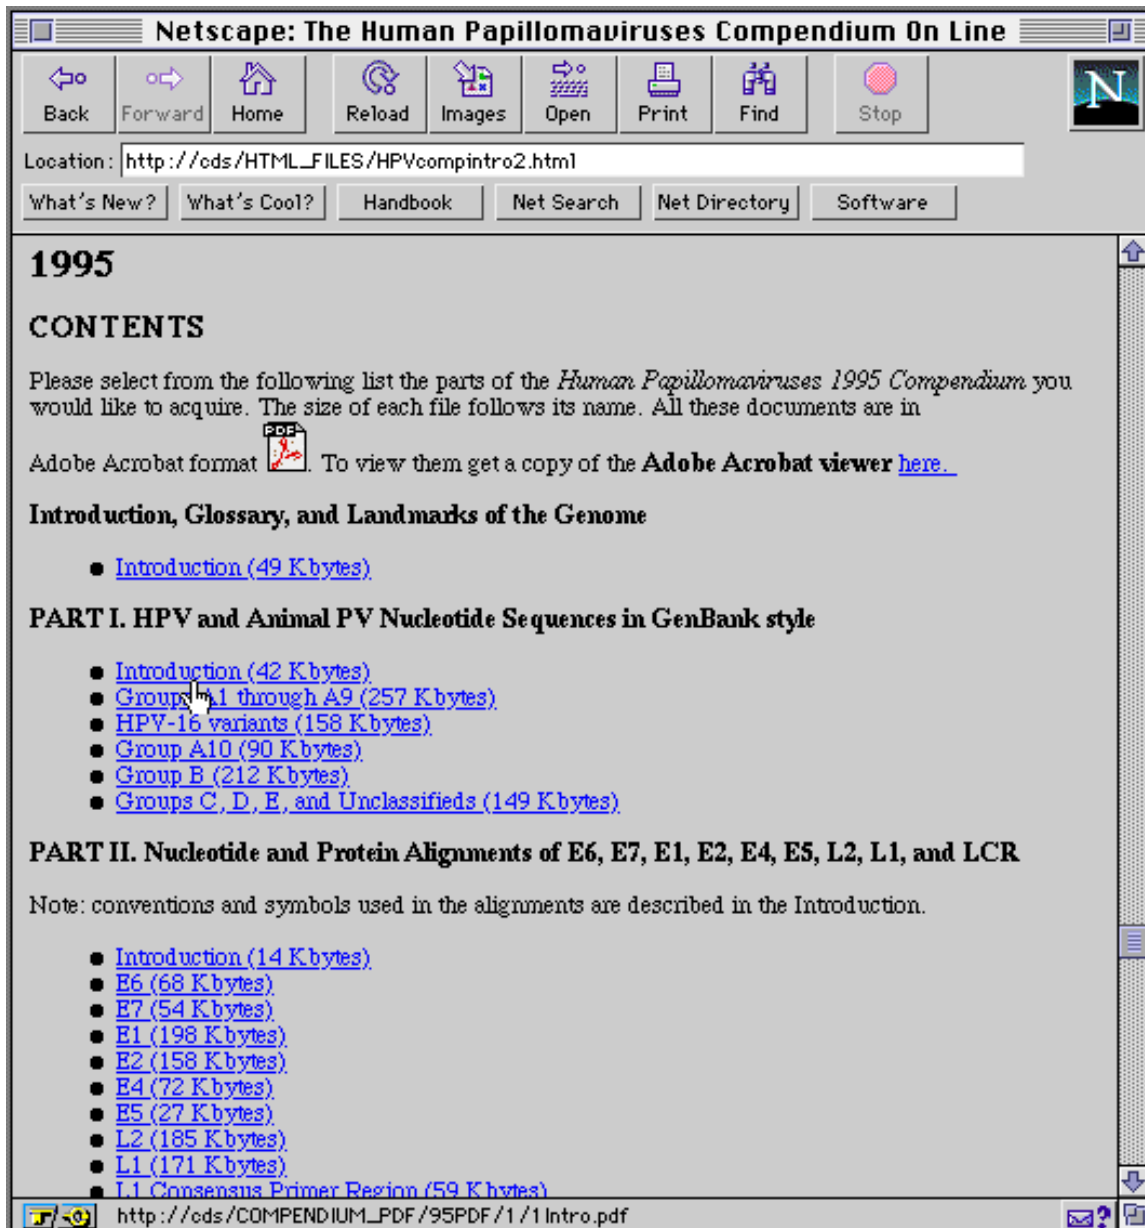 Netscape: The Human Papillomaviruses Compendium On Line
Back Forward Home Reload Images Open Print Find Stop N
Location: http://cds/HTML_FILES/HPVcompintro2.html
What's New? What's Cool? Handbook Net Search Net Directory Software
1995
CONTENTS
Please select from the following list the parts of the Human Papillomaviruses 1995 Compendium you
would like to acquire. The size of each file follows its name. All these documents are in
PDF
Adobe Acrobat format . To view them get a copy of the Adobe Acrobat viewer here.
Introduction, Glossary, and Landmarks of the Genome
● Introduction (49 Kbytes)
PART I. HPV and Animal PV Nucleotide Sequences in GenBank style
● Introduction (42 Kbytes)
● Groups A1 through A9 (257 Kbytes)
● HPV-16 variants (158 Kbytes)
● Group A10 (90 Kbytes)
● Group B (212 Kbytes)
● Groups C, D, E, and Unclassifieds (149 Kbytes)
PART II. Nucleotide and Protein Alignments of E6, E7, E1, E2, E4, E5, L2, L1, and LCR
Note: conventions and symbols used in the alignments are described in the Introduction.
● Introduction (14 Kbytes)
● E6 (68 Kbytes)
● E7 (54 Kbytes)
● E1 (198 Kbytes)
● E2 (158 Kbytes)
● E4 (72 Kbytes)
● E5 (27 Kbytes)
● L2 (185 Kbytes)
● L1 (171 Kbytes)
● L1 Consensus Primer Region (59 Kbytes)
http://cds/COMPENDIUM_PDF/95PDF/1/1Intro.pdf ?